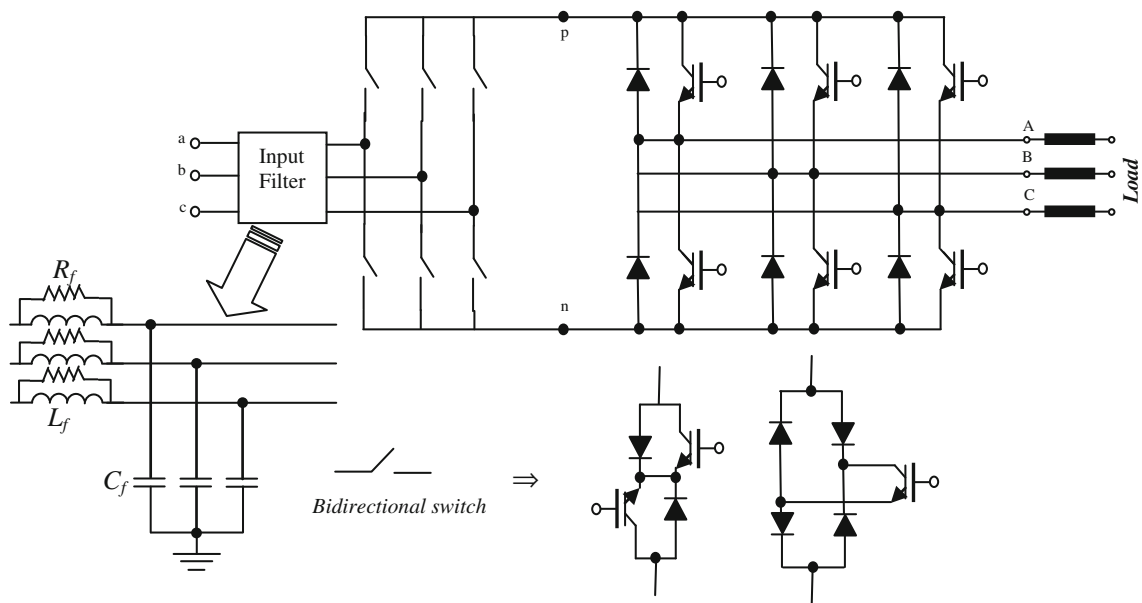 p
a
b
c
Input
Filter
A
B
C
Load
n
R_f
L_f
C_f
Bidirectional switch
⇒